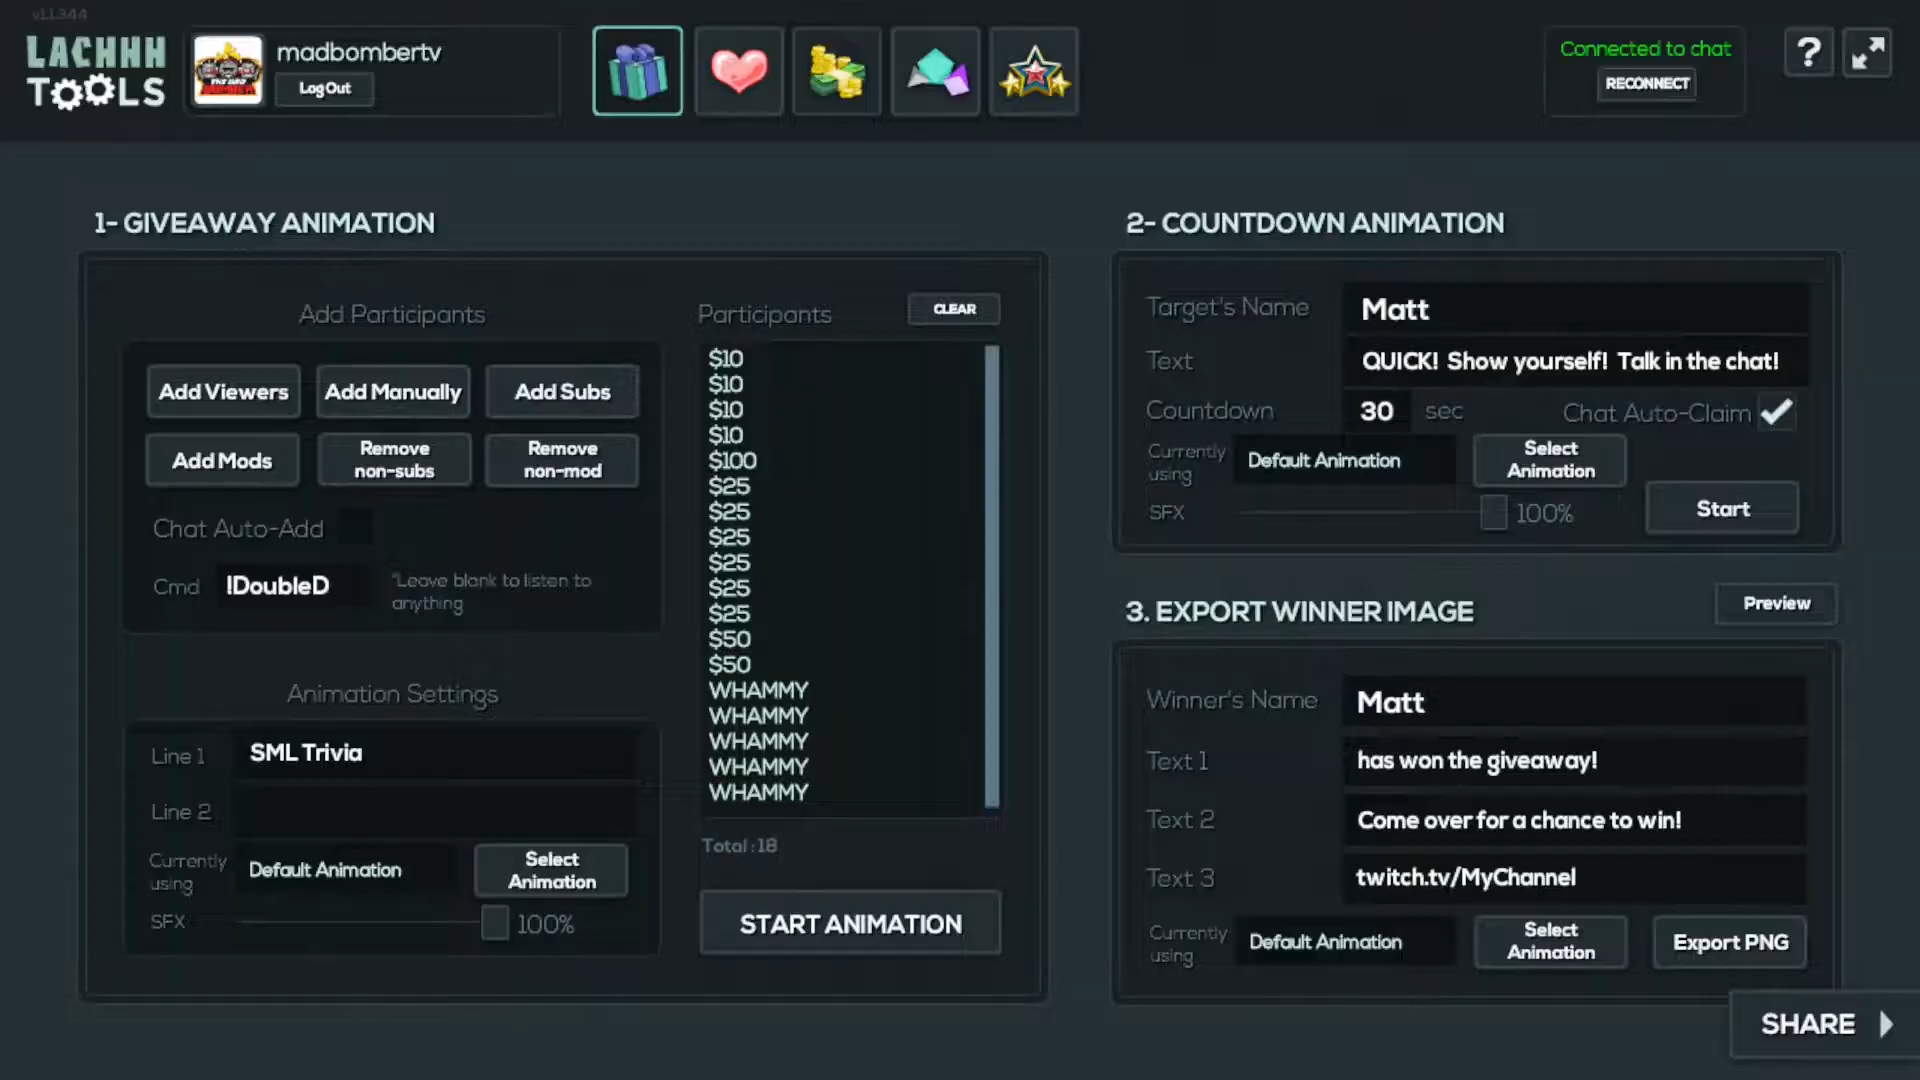 v1.1.344
LACHHH
TOOLS
madbombertv
Log Out
Connected to chat
RECONNECT
?
1- GIVEAWAY ANIMATION
Add Participants
Add Viewers
Add Manually
Add Subs
Add Mods
Remove
non-subs
Remove
non-mod
Chat Auto-Add
Cmd
!DoubleD
*Leave blank to listen to
anything
Animation Settings
Line 1
SML Trivia
Line 2
Currently
using
Default Animation
Select
Animation
SFX
100%
Participants
CLEAR
$10
$10
$10
$10
$100
$25
$25
$25
$25
$25
$25
$50
$50
WHAMMY
WHAMMY
WHAMMY
WHAMMY
WHAMMY
Total : 18
START ANIMATION
2- COUNTDOWN ANIMATION
Target's Name
Matt
Text
QUICK! Show yourself! Talk in the chat!
Countdown
30
sec
Chat Auto-Claim
Currently
using
Default Animation
Select
Animation
SFX
100%
Start
3. EXPORT WINNER IMAGE
Preview
Winner's Name
Matt
Text 1
has won the giveaway!
Text 2
Come over for a chance to win!
Text 3
twitch.tv/MyChannel
Currently
using
Default Animation
Select
Animation
Export PNG
SHARE